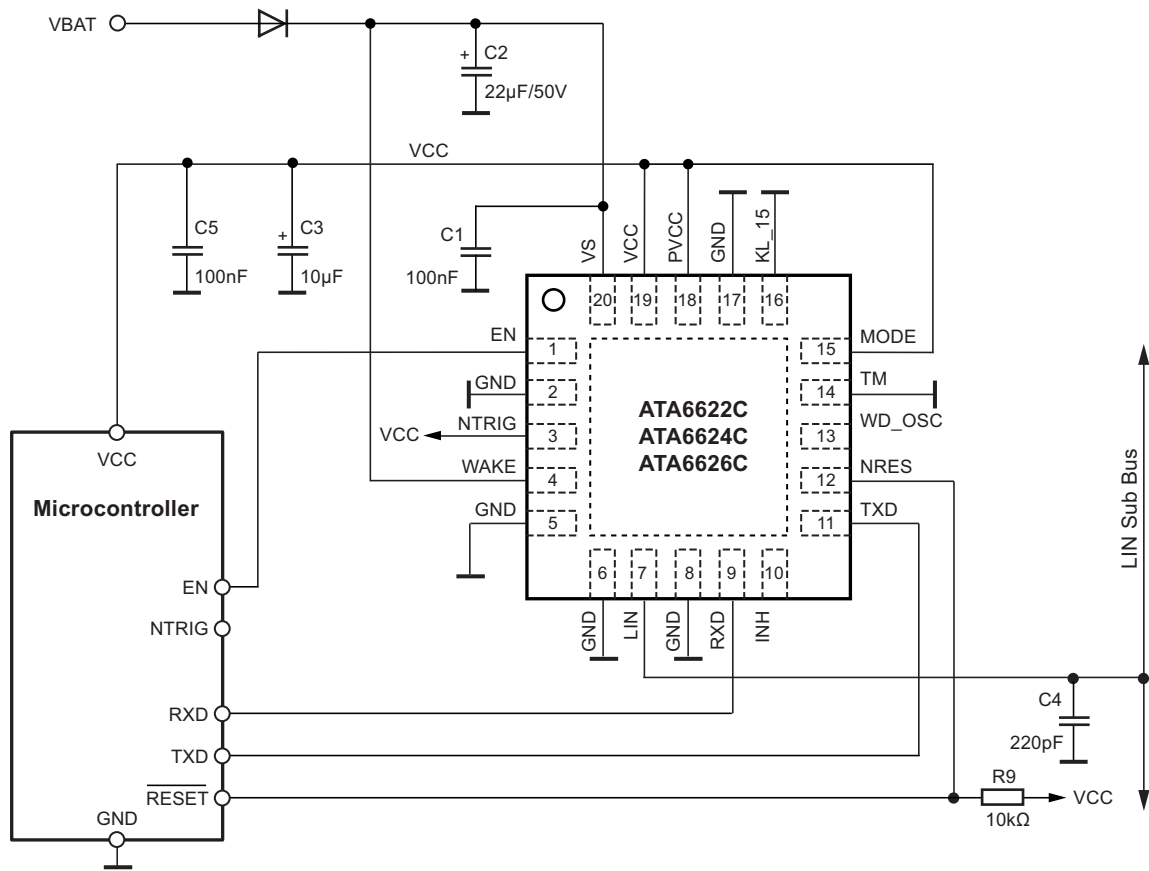 VBAT
+
C2
22µF/50V
VCC
C5
100nF
+
C3
10µF
C1
100nF
VS
VCC
PVCC
GND
KL_15
20
19
18
17
16
EN
1
GND
2
VCC
NTRIG
3
WAKE
4
GND
5
ATA6622C
ATA6624C
ATA6626C
15
MODE
14
TM
13
WD_OSC
12
NRES
11
TXD
6
7
8
9
10
GND
LIN
GND
RXD
INH
LIN Sub Bus
VCC
Microcontroller
EN
NTRIG
RXD
TXD
RESET
GND
C4
220pF
R9
10kΩ
VCC